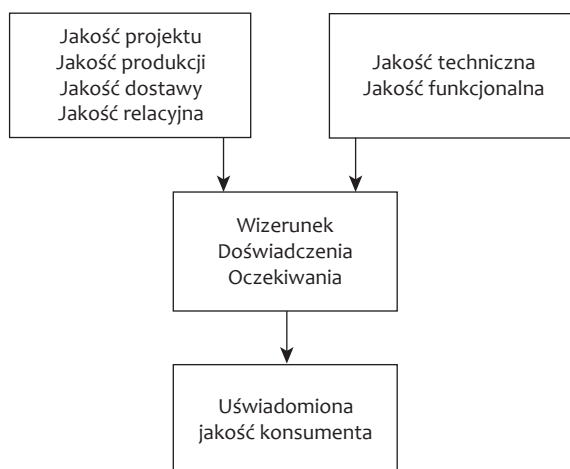 Jakość projektu
Jakość produkcji
Jakość dostawy
Jakość relacyjna
Jakość techniczna
Jakość funkcjonalna
Wizerunek
Doświadczenia
Oczekiwania
Uświadomiona
jakość konsumenta